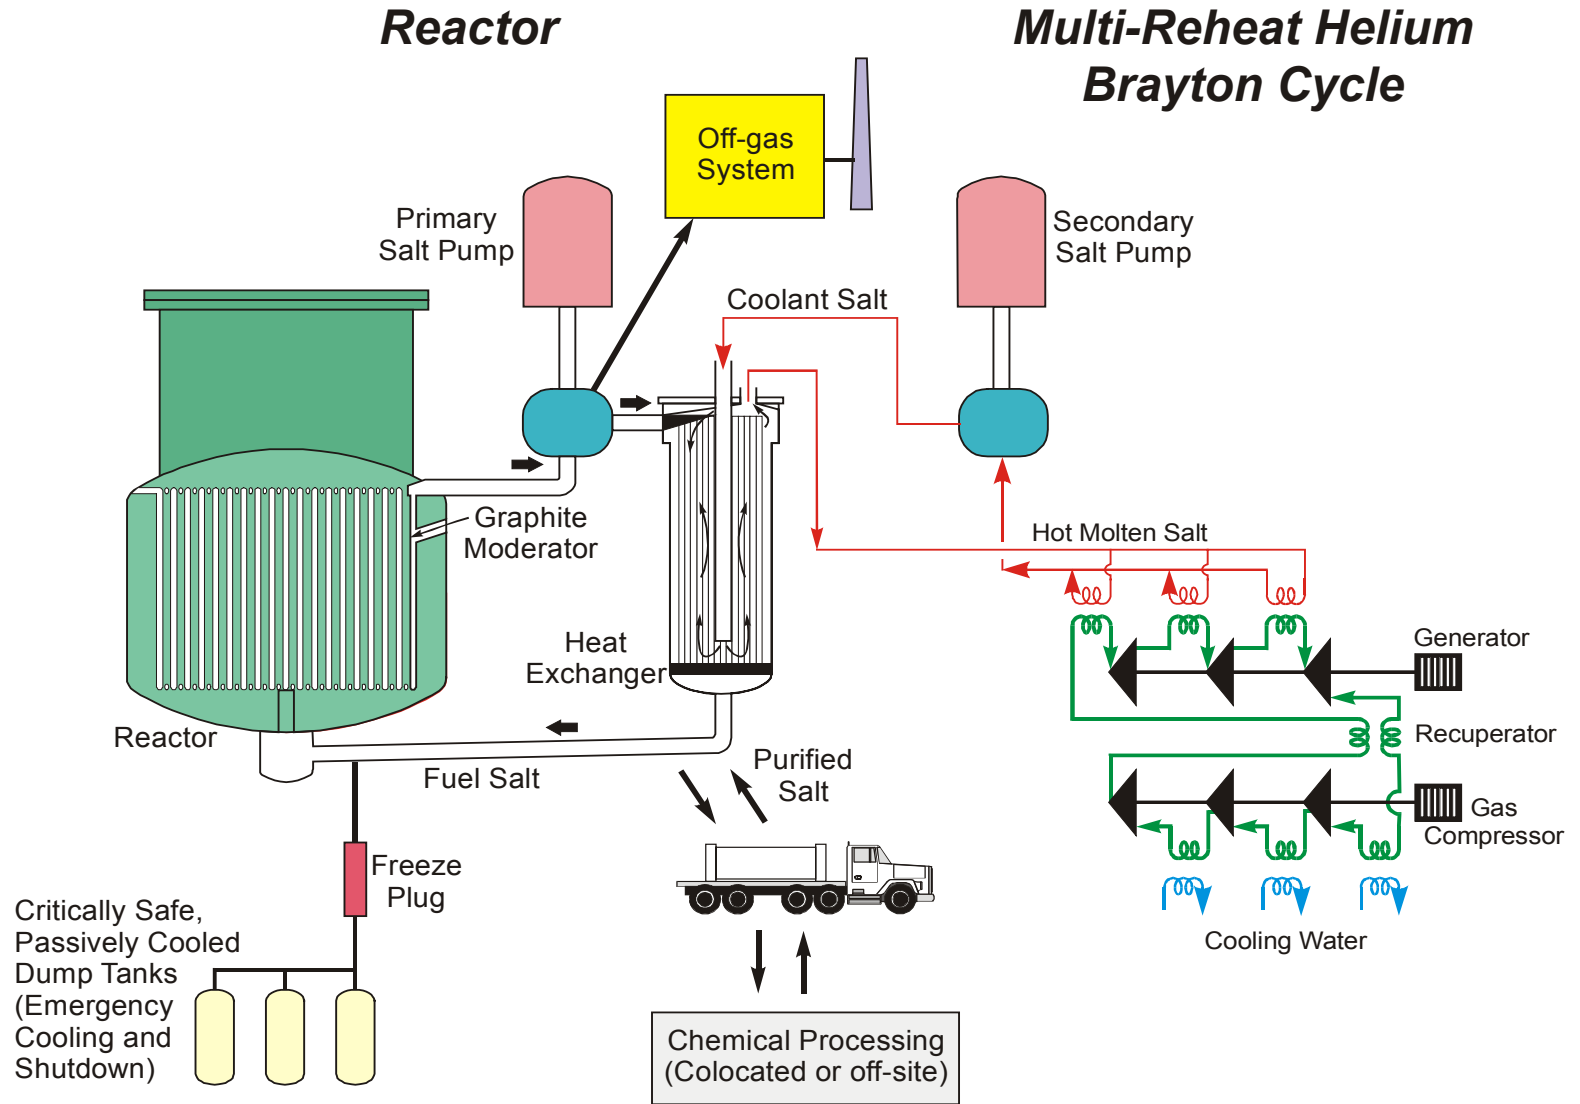 Reactor
Multi-Reheat Helium
Brayton Cycle
Off-gas
System
Primary
Salt Pump
Secondary
Salt Pump
Coolant Salt
Graphite
Moderator
Hot Molten Salt
Heat
Exchanger
Generator
Reactor
Recuperator
Fuel Salt
Purified
Salt
Gas
Compressor
Freeze
Plug
Critically Safe,
Passively Cooled
Dump Tanks
(Emergency
Cooling and
Shutdown)
Cooling Water
Chemical Processing
(Colocated or off-site)